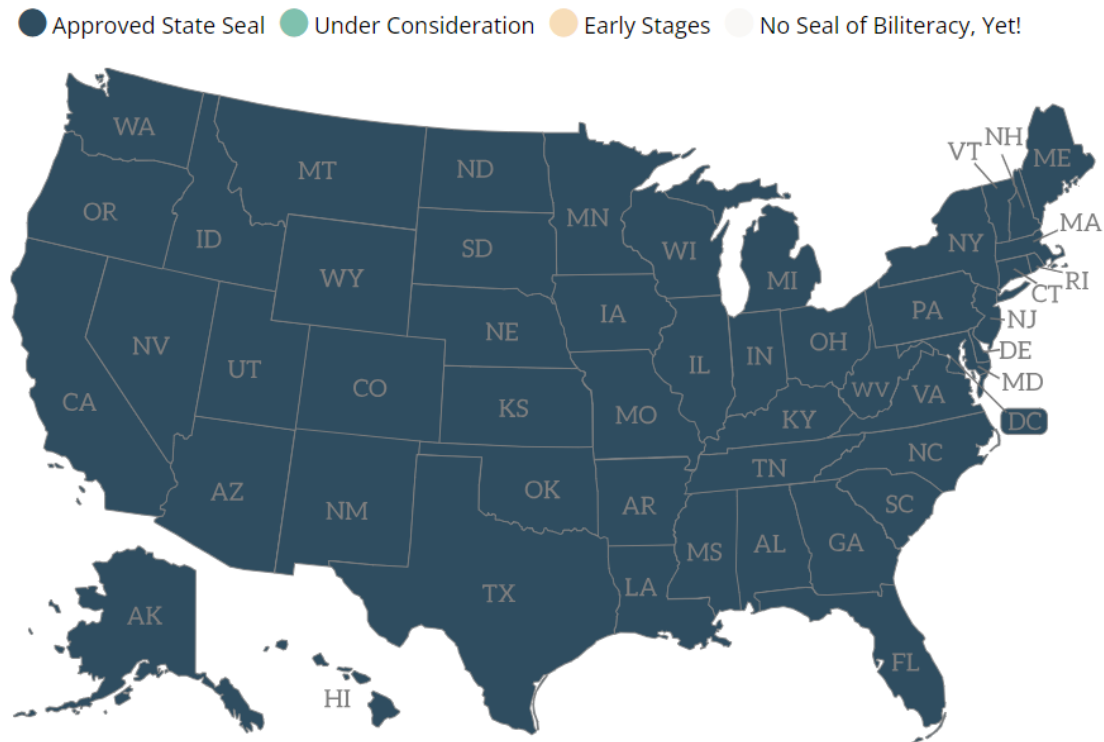 Approved State Seal Under Consideration Early Stages No Seal of Biliteracy, Yet!
WA
MT
ND
MN
VT
NH
ME
OR
ID
SD
WI
MI
NY
MA
WY
RI
CT
IA
NE
PA
NJ
NV
UT
CO
IL
IN
OH
DE
MD
CA
KS
MO
WV
VA
KY
DC
NC
TN
AZ
NM
OK
AR
SC
MS
AL
GA
TX
LA
AK
FL
HI